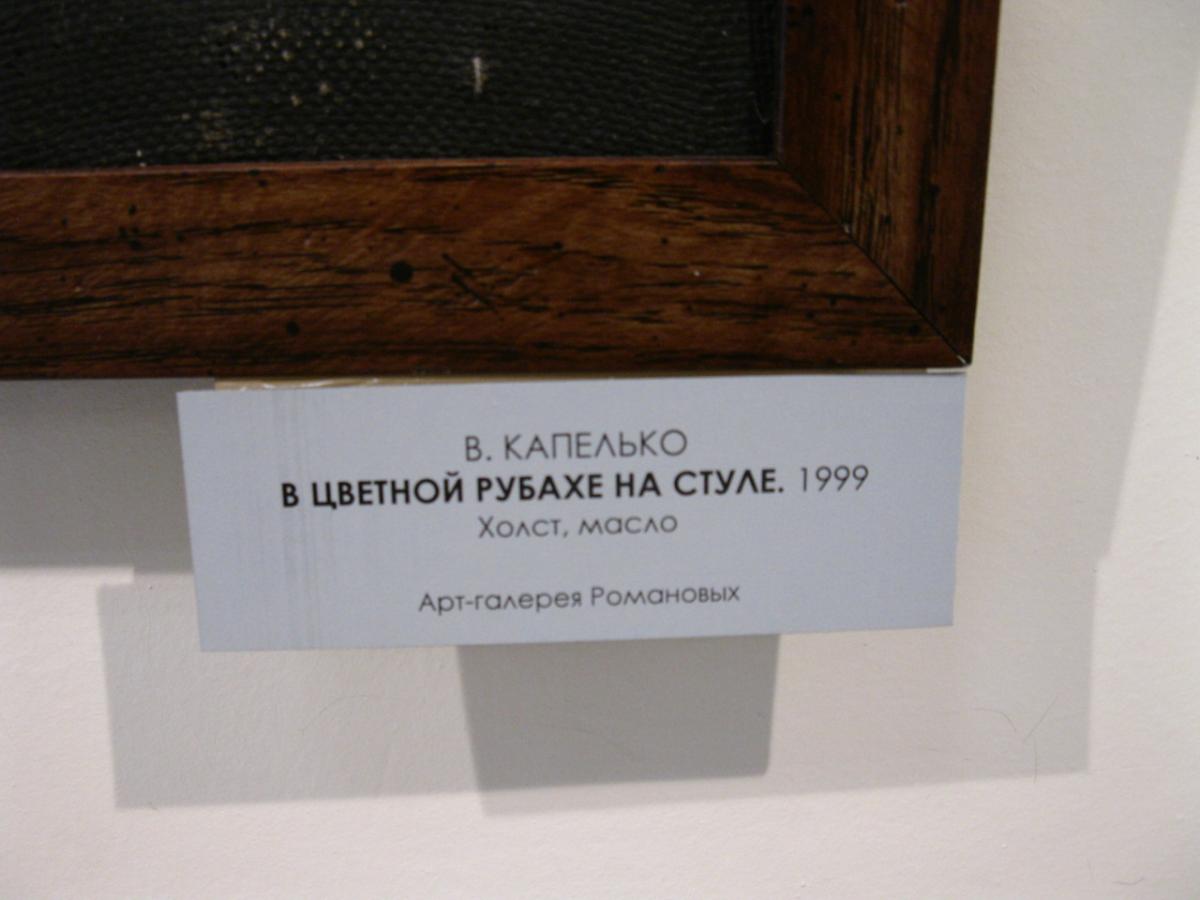 В. КАПЕЛЬКО
В ЦВЕТНОЙ РУБАХЕ НА СТУЛЕ. 1999
Холст, масло
Арт-галерея Романовых